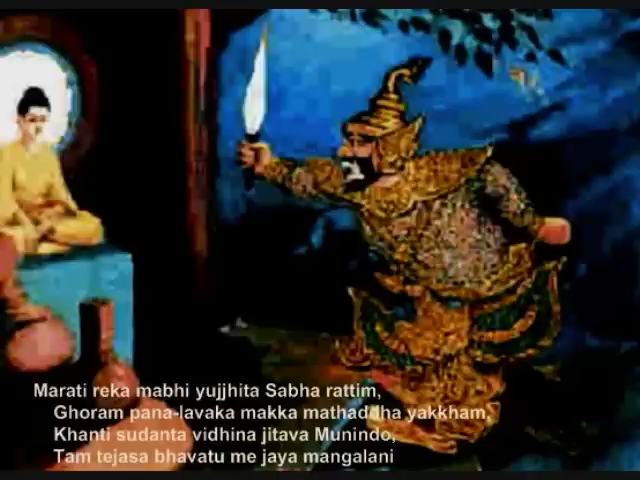 Marati reka mabhi yujjhita Sabha rattim,
Ghoram pana-lavaka makka mathaddha yakkham,
Khanti sudanta vidhina jitava Munindo,
Tam tejasa bhavatu me jaya mangalani